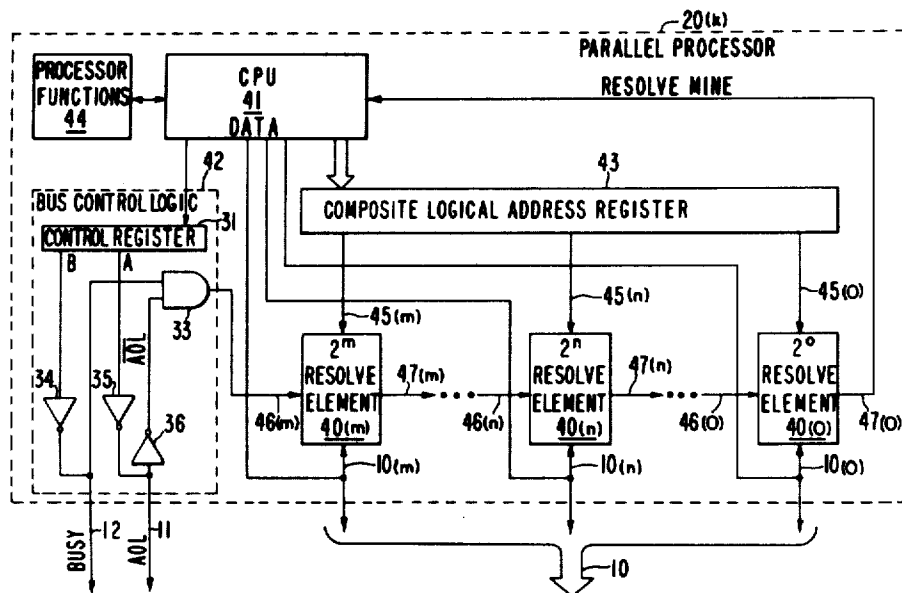 20(k)
PARALLEL PROCESSOR
PROCESSOR
FUNCTIONS
44
CPU
41
DATA
RESOLVE MINE
42
43
BUS CONTROL LOGIC
31
CONTROL REGISTER
B
A
COMPOSITE LOGICAL ADDRESS REGISTER
33
AOL
34
35
36
45(m)
45(n)
45(0)
2^m
RESOLVE
ELEMENT
40(m)
2^n
RESOLVE
ELEMENT
40(n)
2^0
RESOLVE
ELEMENT
40(0)
46(m)
47(m)
46(n)
47(n)
46(0)
47(0)
10(m)
10(n)
10(0)
BUSY
12
AOL
11
10